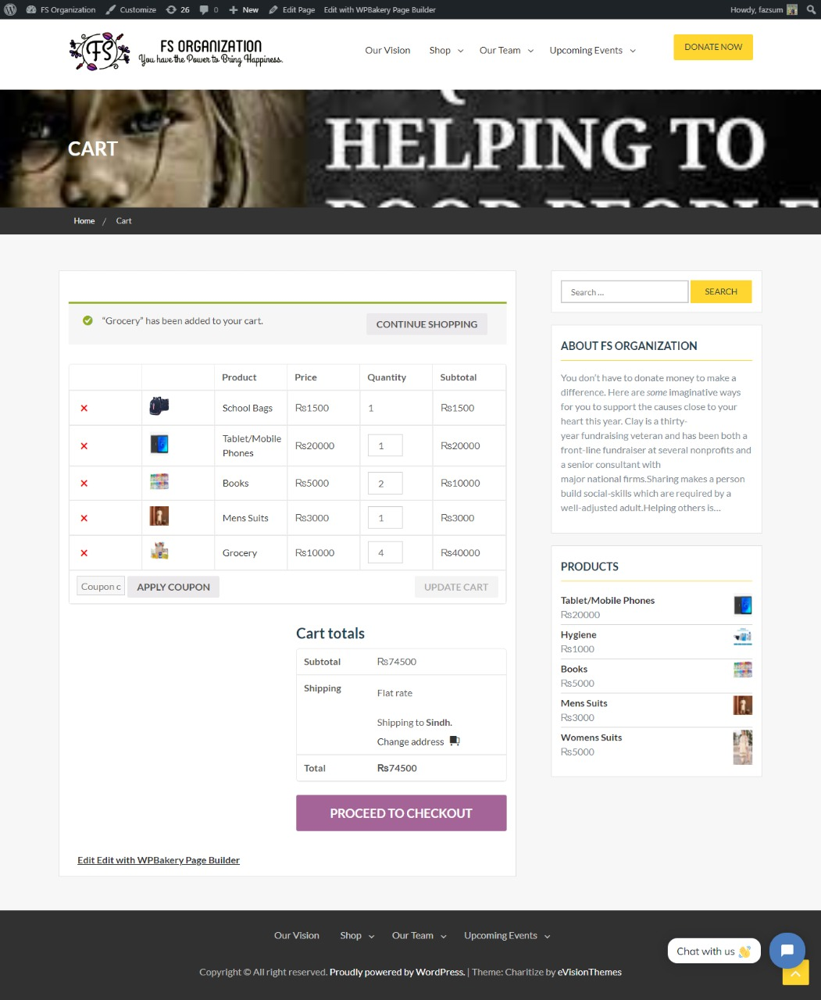 FS Organization Customize 26 0 New Edit Page Edit with WPBakery Page Builder Howdy, fazsum
FS
FS ORGANIZATION
You have the Power to Bring Happiness.
Our Vision Shop Our Team Upcoming Events DONATE NOW
HELPING TO
CART
POOR PEOPLE
Home / Cart
“Grocery” has been added to your cart. CONTINUE SHOPPING
Product Price Quantity Subtotal
× School Bags ₨1500 1 ₨1500
× Tablet/Mobile
Phones ₨20000 1 ₨20000
× Books ₨5000 2 ₨10000
× Mens Suits ₨3000 1 ₨3000
× Grocery ₨10000 4 ₨40000
Coupon c APPLY COUPON UPDATE CART
Cart totals
Subtotal ₨74500
Shipping Flat rate
Shipping to Sindh.
Change address
Total ₨74500
PROCEED TO CHECKOUT
Edit Edit with WPBakery Page Builder
Search … SEARCH
ABOUT FS ORGANIZATION
You don’t have to donate money to make a
difference. Here are some imaginative ways
for you to support the causes close to your
heart this year. Clay is a thirty-
year fundraising veteran and has been both a
front-line fundraiser at several nonprofits and
a senior consultant with
major national firms.Sharing makes a person
build social-skills which are required by a
well-adjusted adult.Helping others is…
PRODUCTS
Tablet/Mobile Phones
₨20000
Hygiene
₨1000
Books
₨5000
Mens Suits
₨3000
Womens Suits
₨5000
Our Vision Shop Our Team Upcoming Events
Chat with us 👋
Copyright © All right reserved. Proudly powered by WordPress. | Theme: Charitize by eVisionThemes